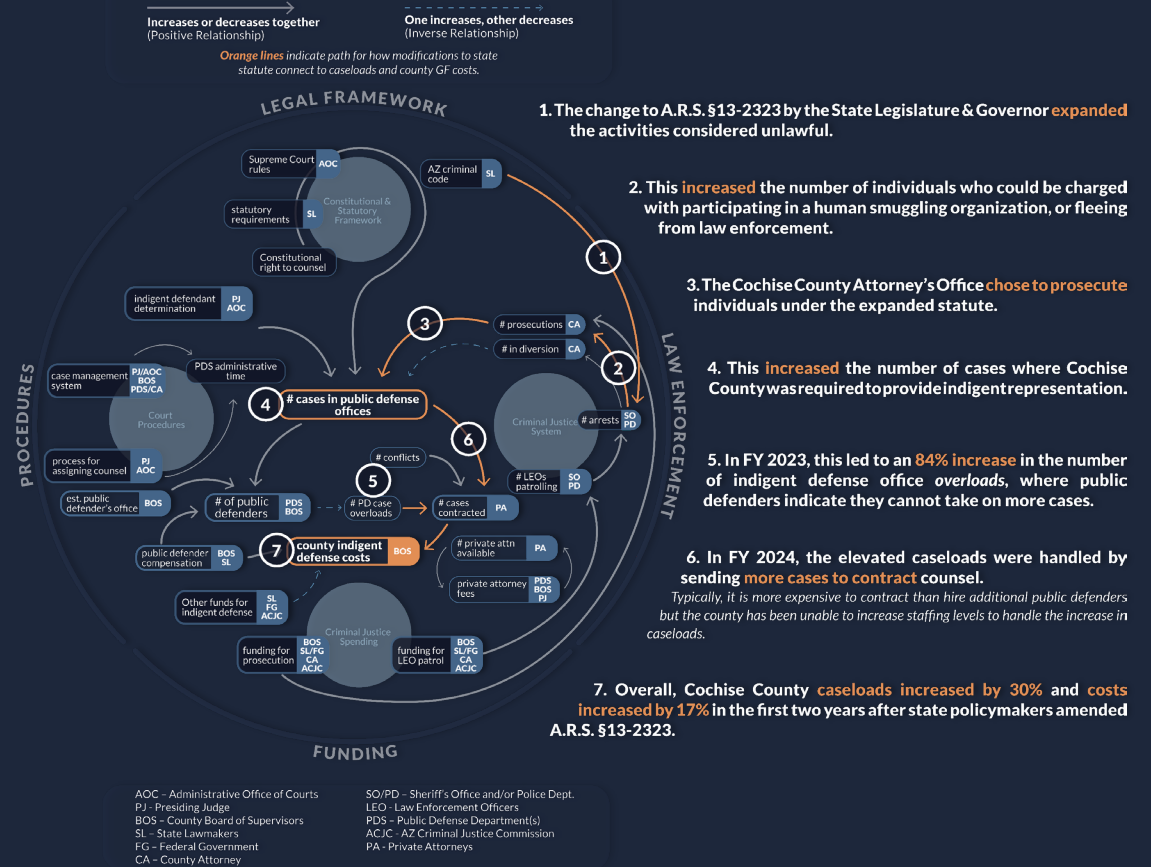 Increases or decreases together
(Positive Relationship)
One increases, other decreases
(Inverse Relationship)
Orange lines indicate path for how modifications to state
statute connect to caseloads and county GF costs.
LEGAL FRAMEWORK
Supreme Court
rules
AOC
AZ criminal
code
SL
statutory
requirements
SL
Constitutional &
Statutory
Framework
Constitutional
right to counsel
1
indigent defendant
determination
PJ
AOC
3
# prosecutions
CA
# in diversion
CA
2
LAW ENFORCEMENT
PROCEDURES
case management
system
PJ/AOC
BOS
PDS/CA
PDS administrative
time
Court
Procedures
4
# cases in public defense
offices
Criminal Justice
System
# arrests
SO
PD
6
# conflicts
process for
assigning counsel
PJ
AOC
5
# LEOs
patrolling
SO
PD
est. public
defender's office
BOS
# of public
defenders
PDS
BOS
# PD case
overloads
# cases
contracted
PA
public defender
compensation
BOS
SL
7
county indigent
defense costs
BOS
# private attn
available
PA
private attorney
fees
PDS
BOS
PJ
Other funds for
indigent defense
SL
FG
ACJC
Criminal Justice
Spending
funding for
prosecution
BOS
SL/FG
CA
ACJC
funding for
LEO patrol
BOS
SL/FG
CA
ACJC
FUNDING
1. The change to A.R.S. §13-2323 by the State Legislature & Governor expanded
the activities considered unlawful.
2. This increased the number of individuals who could be charged
with participating in a human smuggling organization, or fleeing
from law enforcement.
3. The Cochise County Attorney's Office chose to prosecute
individuals under the expanded statute.
4. This increased the number of cases where Cochise
County was required to provide indigent representation.
5. In FY 2023, this led to an 84% increase in the number
of indigent defense office overloads, where public
defenders indicate they cannot take on more cases.
6. In FY 2024, the elevated caseloads were handled by
sending more cases to contract counsel.
Typically, it is more expensive to contract than hire additional public defenders
but the county has been unable to increase staffing levels to handle the increase in
caseloads.
7. Overall, Cochise County caseloads increased by 30% and costs
increased by 17% in the first two years after state policymakers amended
A.R.S. §13-2323.
AOC – Administrative Office of Courts
PJ - Presiding Judge
BOS – County Board of Supervisors
SL – State Lawmakers
FG – Federal Government
CA – County Attorney
SO/PD – Sheriff's Office and/or Police Dept.
LEO - Law Enforcement Officers
PDS – Public Defense Department(s)
ACJC - AZ Criminal Justice Commission
PA - Private Attorneys